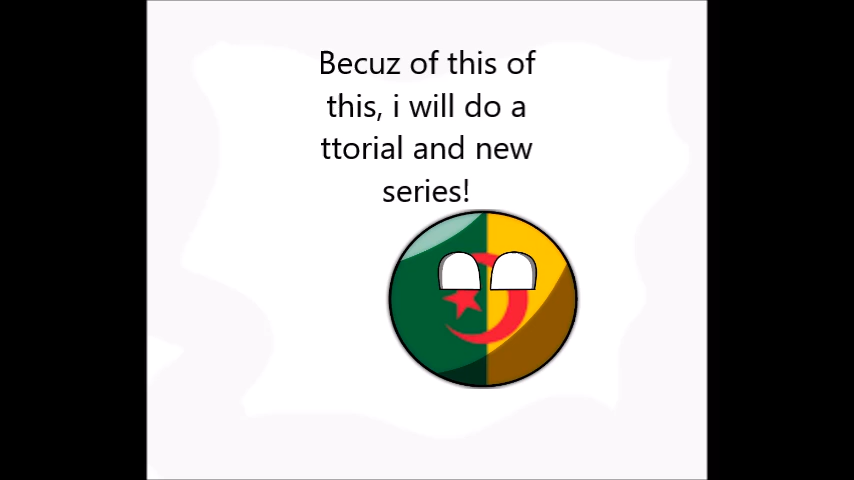 Becuz of this of
this, i will do a
ttorial and new
series!